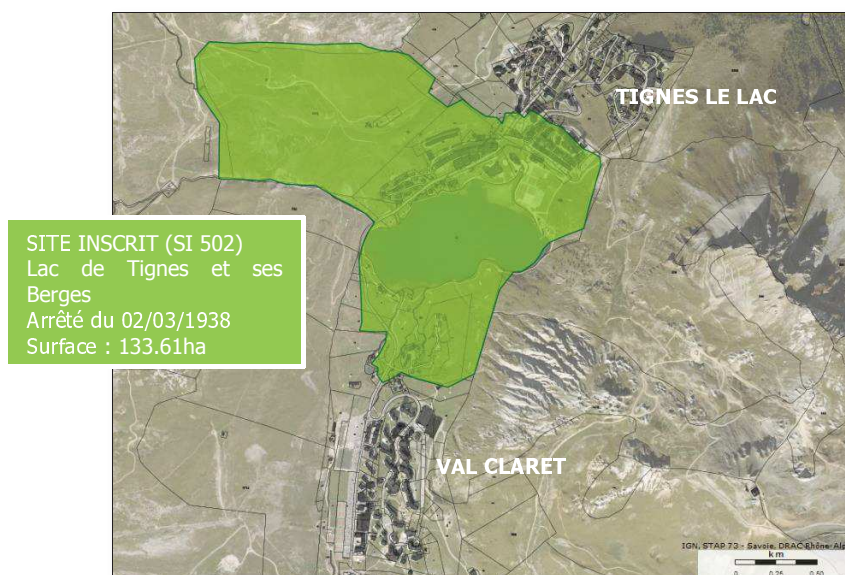 TIGNES LE LAC
SITE INSCRIT (SI 502)
Lac de Tignes et ses
Berges
Arrêté du 02/03/1938
Surface : 133.61ha
VAL CLARET
IGN, STAP 73 - Savoie, DRAC Rhône-Alp
km
0 0.25 0.50